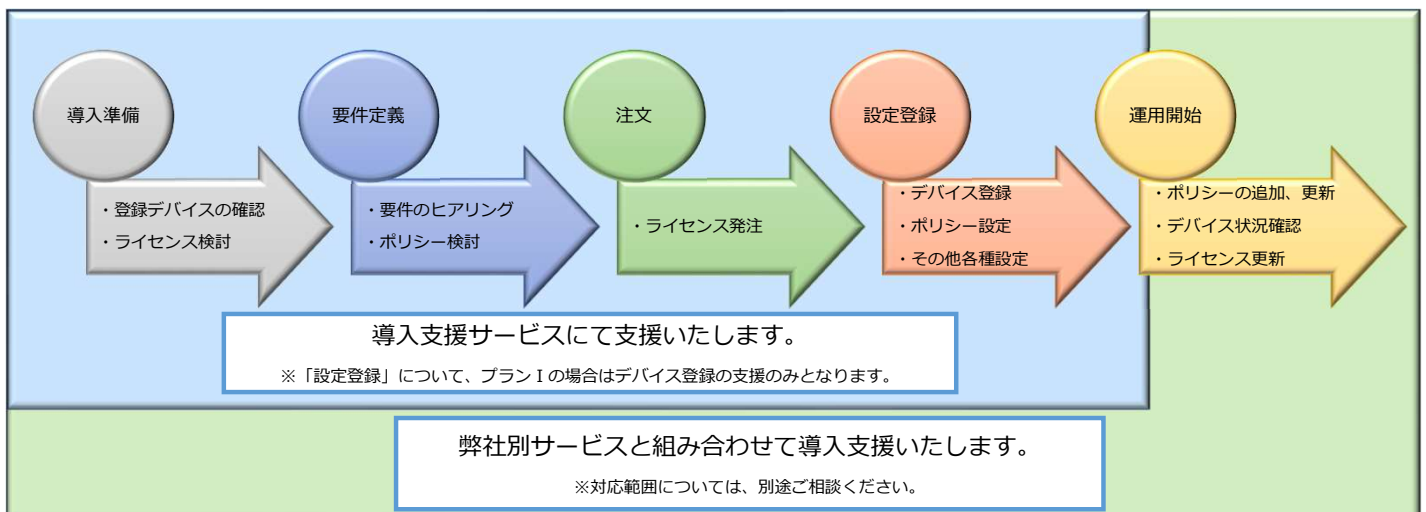 導入準備
・登録デバイスの確認
・ライセンス検討
要件定義
・要件のヒアリング
・ポリシー検討
注文
・ライセンス発注
設定登録
・デバイス登録
・ポリシー設定
・その他各種設定
運用開始
・ポリシーの追加、更新
・デバイス状況確認
・ライセンス更新
導入支援サービスにて支援いたします。
※「設定登録」について、プランⅠの場合はデバイス登録の支援のみとなります。
弊社別サービスと組み合わせて導入支援いたします。
※対応範囲については、別途ご相談ください。